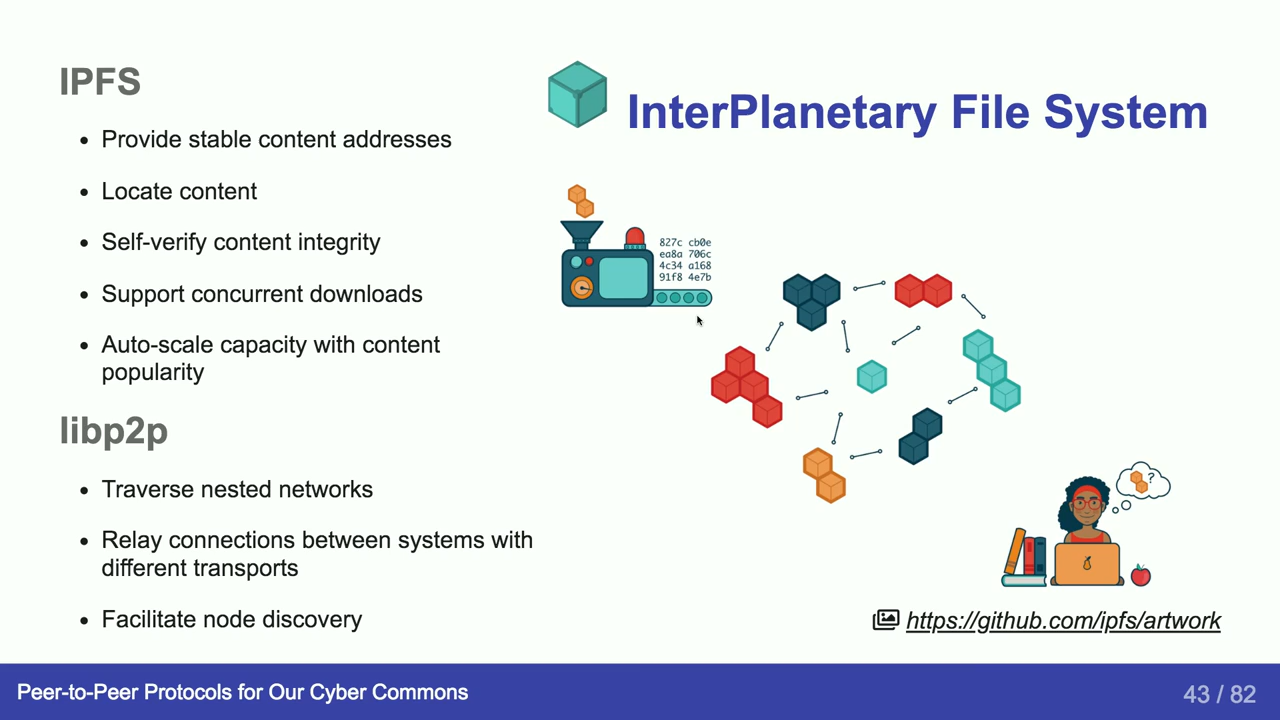 IPFS
Provide stable content addresses
Locate content
Self-verify content integrity
Support concurrent downloads
Auto-scale capacity with content
popularity
libp2p
Traverse nested networks
Relay connections between systems with
different transports
Facilitate node discovery
InterPlanetary File System
827c cb0e
ea8a 706c
4c34 a168
91f8 4e7b
?
https://github.com/ipfs/artwork
Peer-to-Peer Protocols for Our Cyber Commons
43 / 82